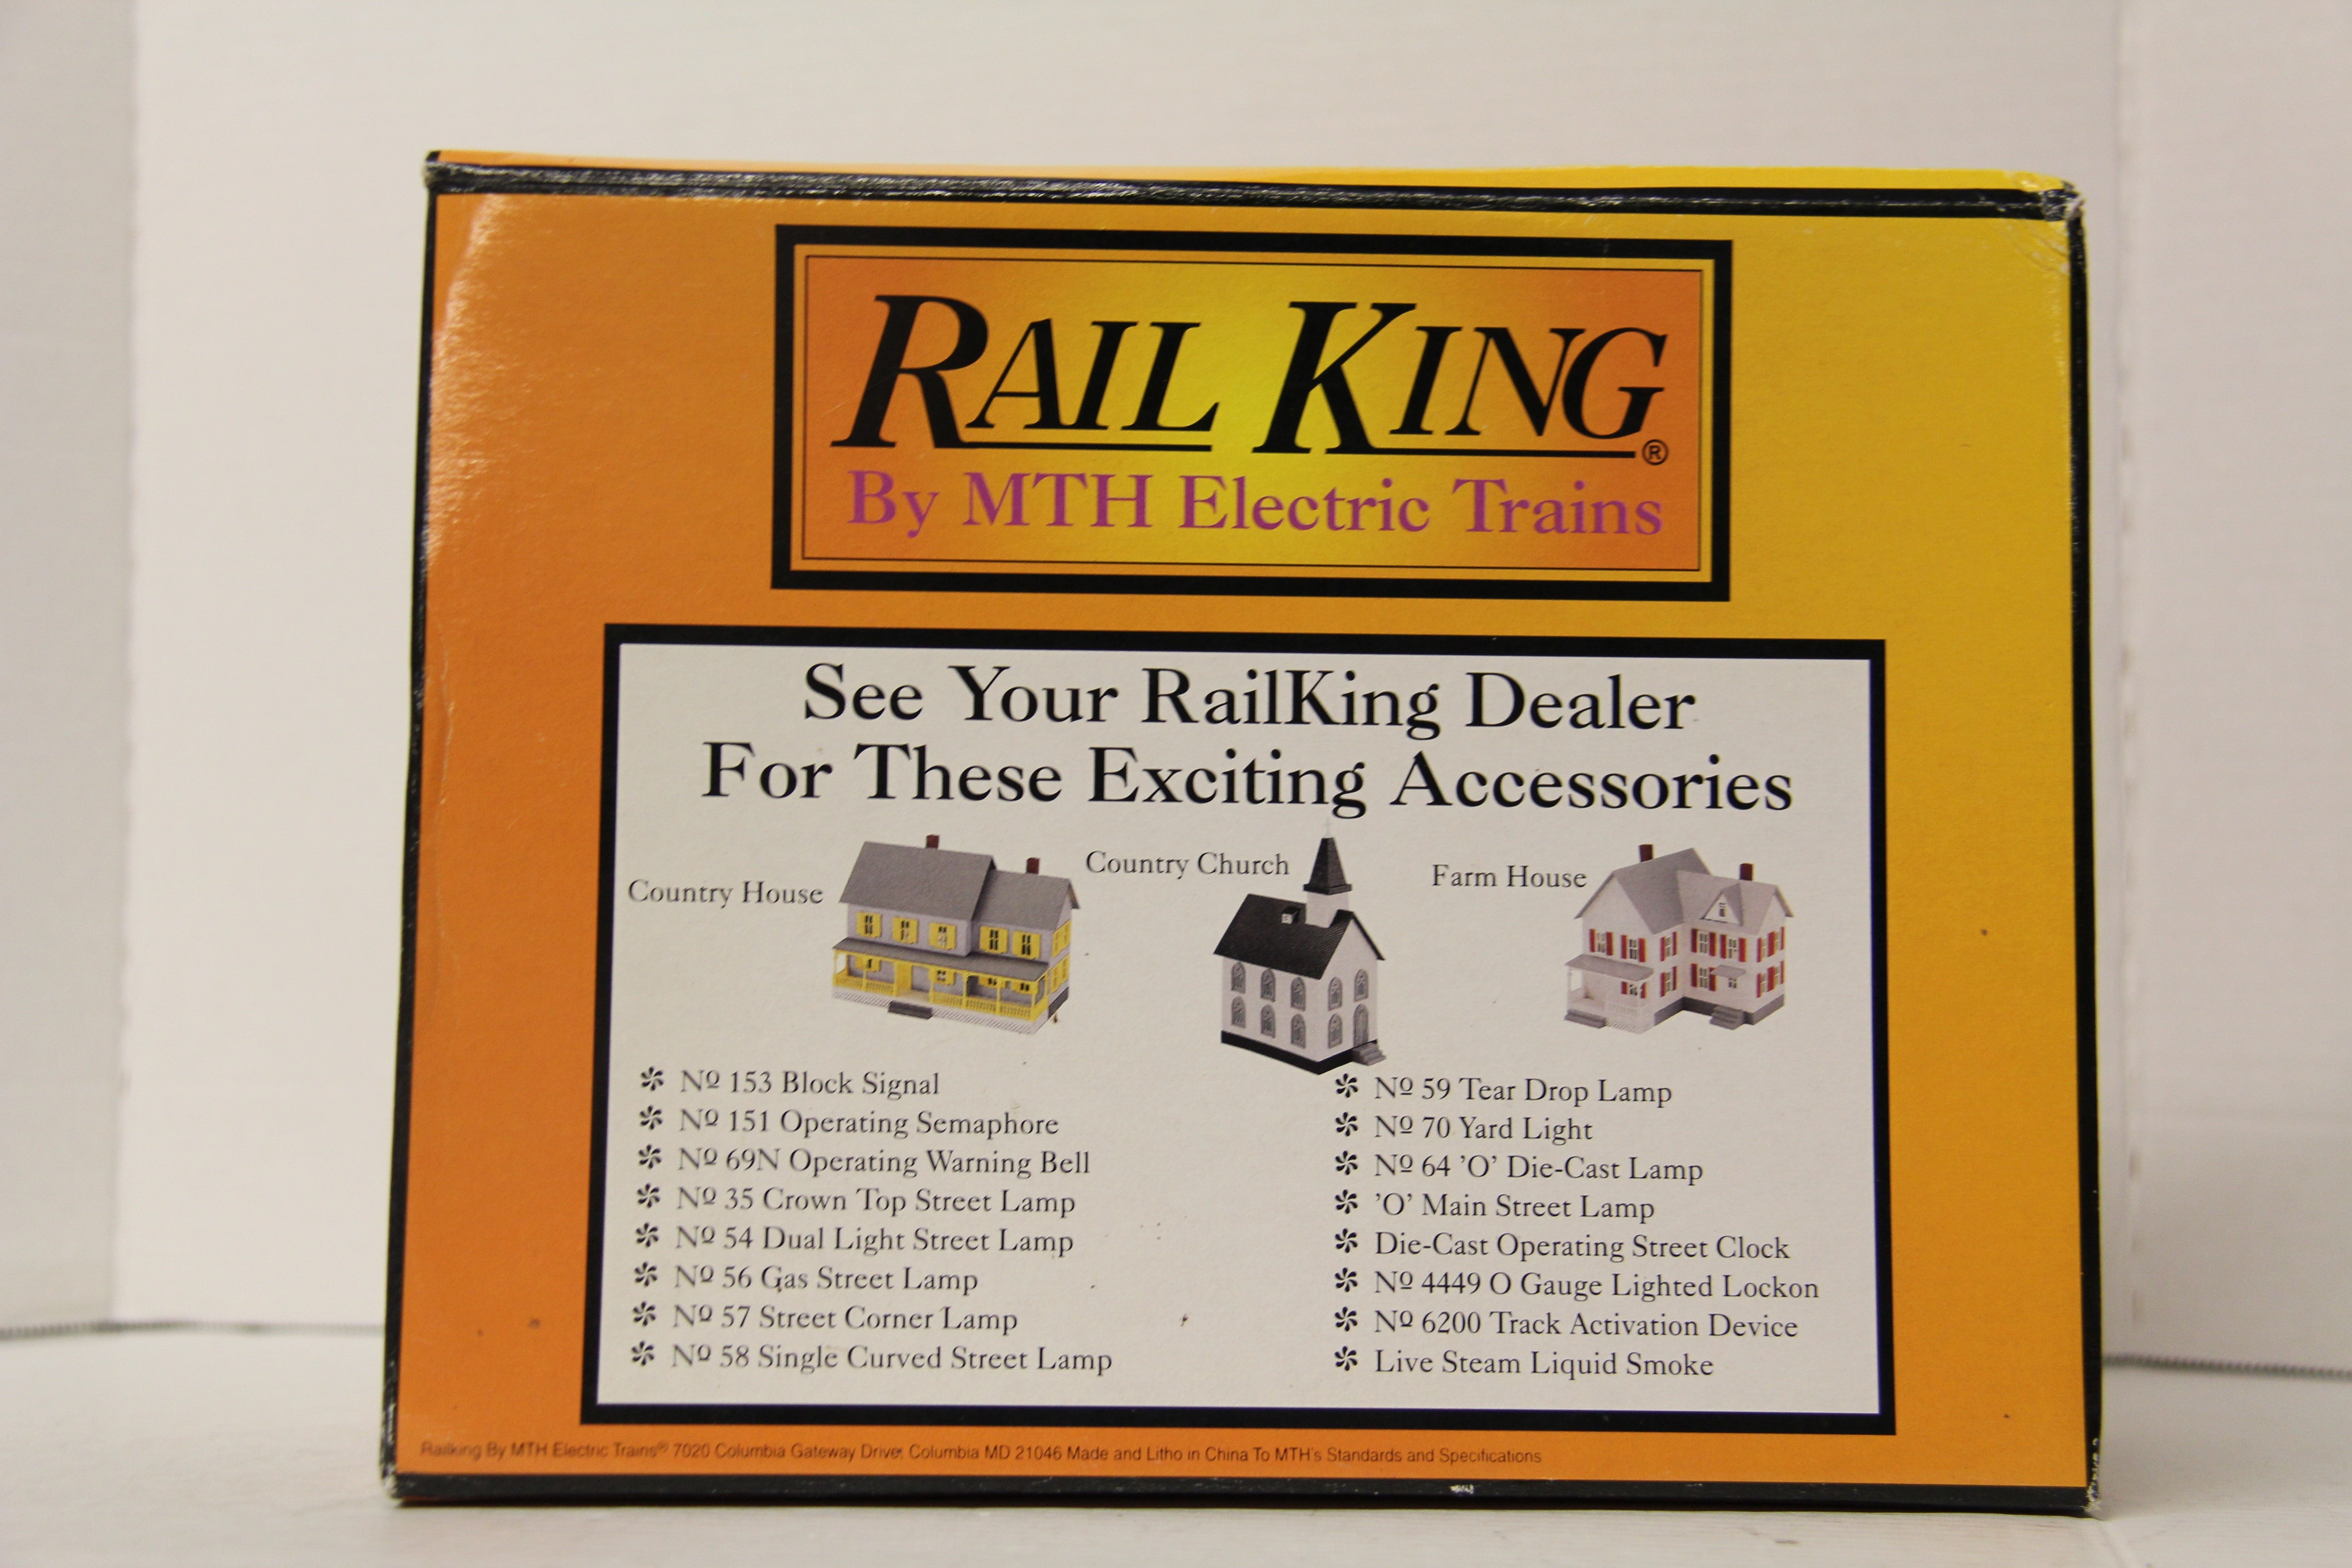 RAIL KING®
By MTH Electric Trains
See Your RailKing Dealer
For These Exciting Accessories
Country House
Country Church
Farm House
✻ Nº 153 Block Signal
✻ Nº 151 Operating Semaphore
✻ Nº 69N Operating Warning Bell
✻ Nº 35 Crown Top Street Lamp
✻ Nº 54 Dual Light Street Lamp
✻ Nº 56 Gas Street Lamp
✻ Nº 57 Street Corner Lamp
✻ Nº 58 Single Curved Street Lamp
✻ Nº 59 Tear Drop Lamp
✻ Nº 70 Yard Light
✻ Nº 64 'O' Die-Cast Lamp
✻ 'O' Main Street Lamp
✻ Die-Cast Operating Street Clock
✻ Nº 4449 O Gauge Lighted Lockon
✻ Nº 6200 Track Activation Device
✻ Live Steam Liquid Smoke
Railking By MTH Electric Trains® 7020 Columbia Gateway Drive, Columbia MD 21046 Made and Litho in China To MTH's Standards and Specifications